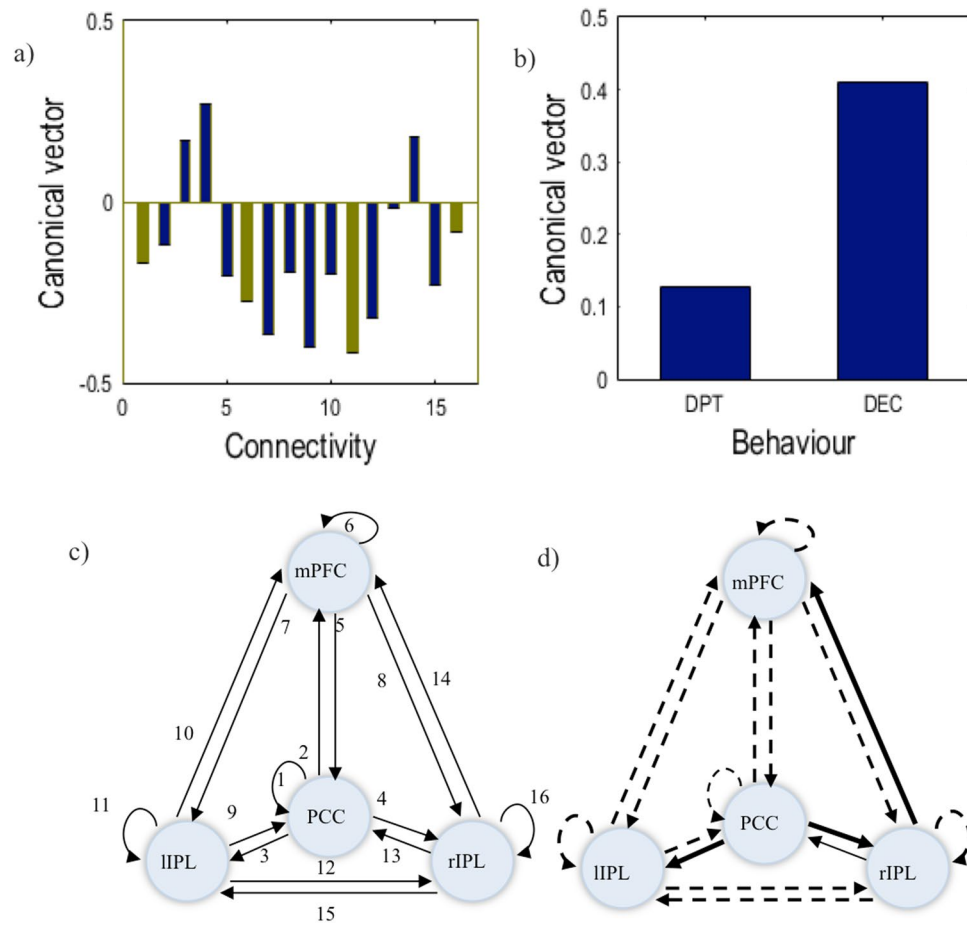 a)
0.5
0
-0.5
Canonical vector
0 5 10 15
Connectivity
b)
0.5
0.4
0.3
0.2
0.1
0
Canonical vector
DPT DEC
Behaviour
c)
6
mPFC
7 5
8 14
10
2
1
PCC
4
11 9
3
13
16
lIPL
12
rIPL
15
d)
mPFC
PCC
lIPL
rIPL